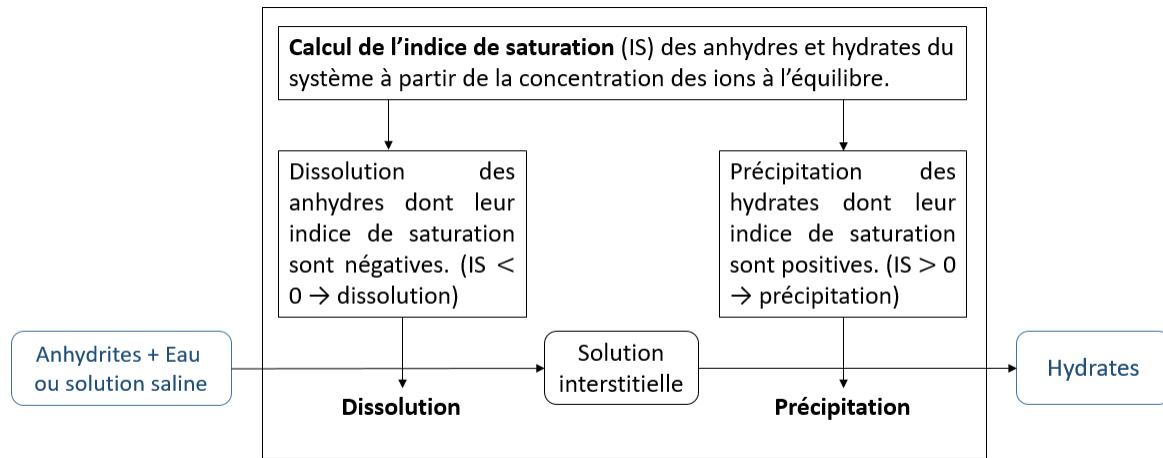 Calcul de l’indice de saturation (IS) des anhydres et hydrates du
système à partir de la concentration des ions à l’équilibre.
Dissolution des
anhydres dont leur
indice de saturation
sont négatives. (IS <
0 → dissolution)
Précipitation des
hydrates dont leur
indice de saturation
sont positives. (IS > 0
→ précipitation)
Anhydrites + Eau
ou solution saline
Solution
interstitielle
Hydrates
Dissolution
Précipitation